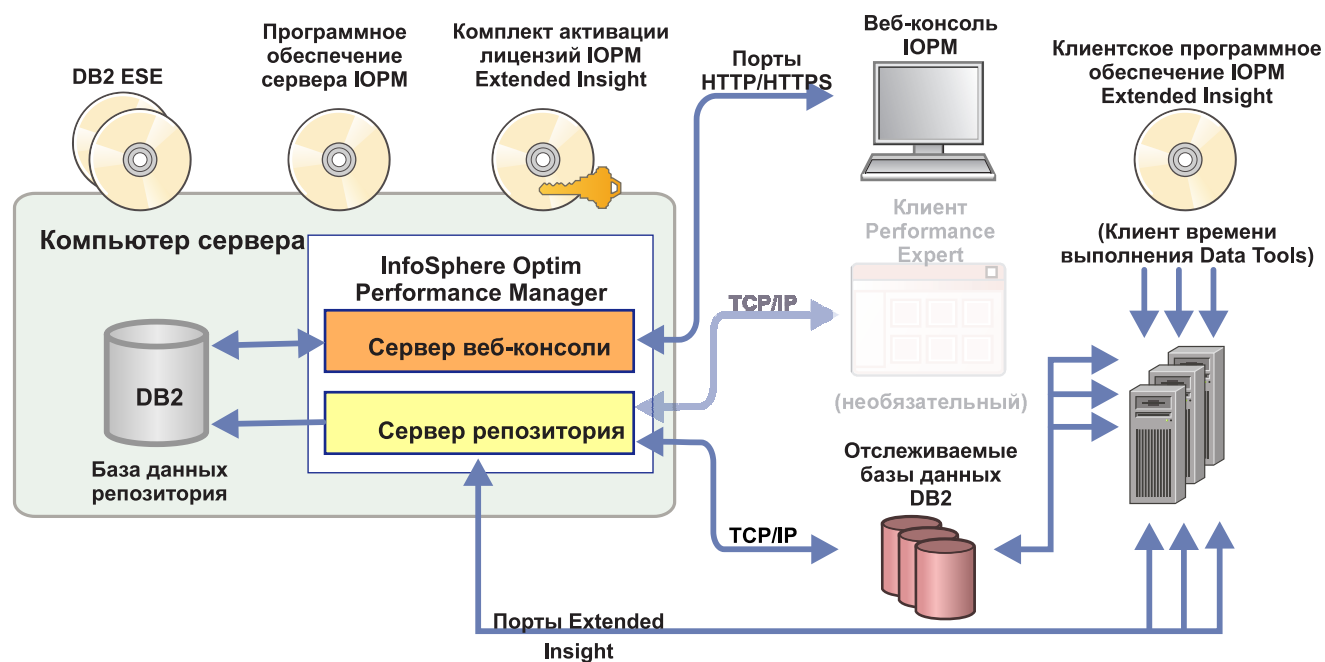 DB2 ESE
Программное
обеспечение
сервера IOPM
Комплект активации
лицензий IOPM
Extended Insight
Порты
HTTP/HTTPS
Веб-консоль
IOPM
Клиентское программное
обеспечение IOPM
Extended Insight
(Клиент времени
выполнения Data Tools)
Компьютер сервера
InfoSphere Optim
Performance Manager
Сервер веб-консоли
Сервер репозитория
DB2
База данных
репозитория
Клиент
Performance
Expert
TCP/IP
(необязательный)
Отслеживаемые
базы данных
DB2
TCP/IP
Порты Extended
Insight